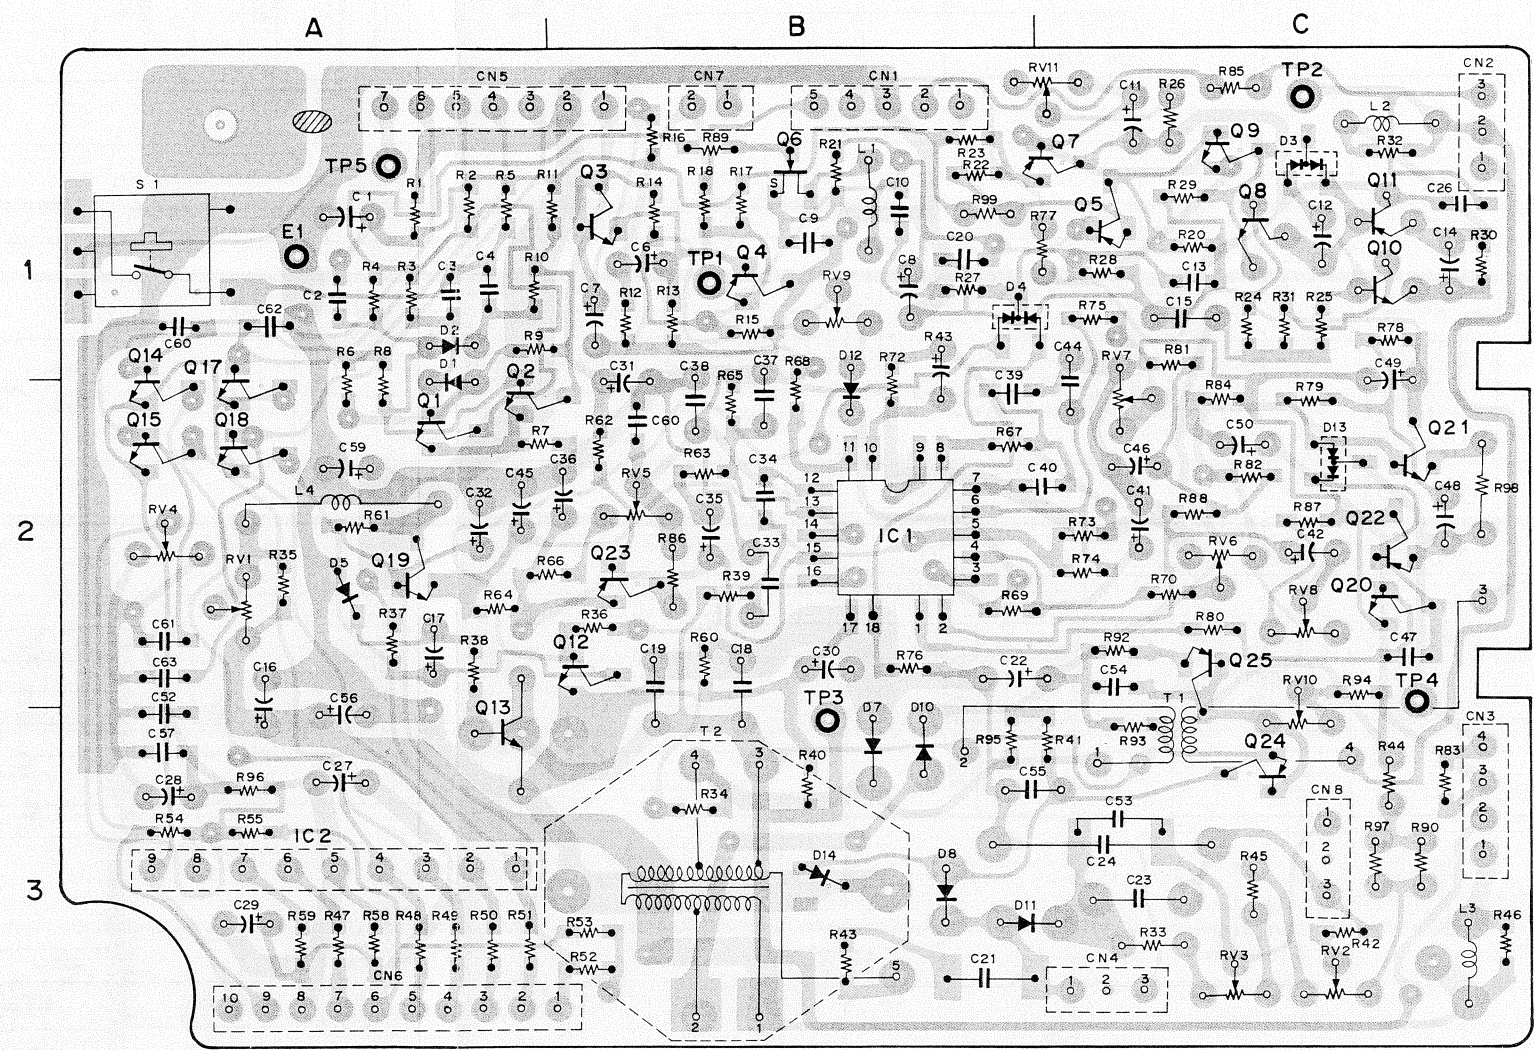 A B C
CN5 CN7 CN1 RV11 R85 TP2 CN2
7 6 5 4 3 2 1 2 1 5 4 3 2 1 C11 R26 3
L2
R16 R89 Q6 R21 L1 R23 Q7 Q9 D3 R32 2
TP5 R22 1
S1 C1 R1 R2 R5 R11 Q3 R14 R18 R17 S C10 R99 R77 Q5 R29 Q8 C12 Q11 C26
E1 C6 TP1 Q4 C9 C20 R20 Q10 C14 R30
1 C2 R4 R3 C3 C4 R10 C7 R12 R13 RV9 C8 R27 R28 C13
D4 R75 C15 R24 R31 R25
C60 C62 D2 R9 R15 R43 R78
Q14 Q17 R6 R8 D1 Q2 C31 C38 R65 C37 R68 D12 R72 C39 C44 RV7 R81 C49
Q15 Q18 Q1 R7 R62 C60 R84 R79
R67 C50 D13 Q21
C59 C36 R63 C34 11 10 9 8 C46 R82
L4 C32 C45 RV5 C35 12 7 C40 C41 R88 C48 R98
RV4 R61 13 6 R87 Q22
2 14 IC1 5 R73
RV1 R35 D5 Q19 R66 Q23 R86 C33 15 4 RV6 C42
R39 16 3 R74 R70 RV8 Q20
R64 R69 3
C61 R37 C17 R38 R36 17 18 1 2 R80 C47
Q12 C19 R60 C18 C30 R76 R92 Q25
C63 C16 C22 C54 RV10 R94 TP4
C52 C56 Q13 TP3 D7 D10 T1
C57 T2 R95 R41 R93 Q24 CN3
4 3 R40 2 1 4 R44 R83 4
C28 R96 C27 R34 C55 CN8 3
R54 R55 IC2 C53 1 R97 R90 2
9 8 7 6 5 4 3 2 1 D14 D8 C24 2 1
3 R45
C23 3
C29 R59 R47 R58 R48 R49 R50 R51 R53 D11 L3 R46
R43 R33 R42
CN6 R52 5 C21 CN4 RV3 RV2
10 9 8 7 6 5 4 3 2 1 2 1 1 2 3